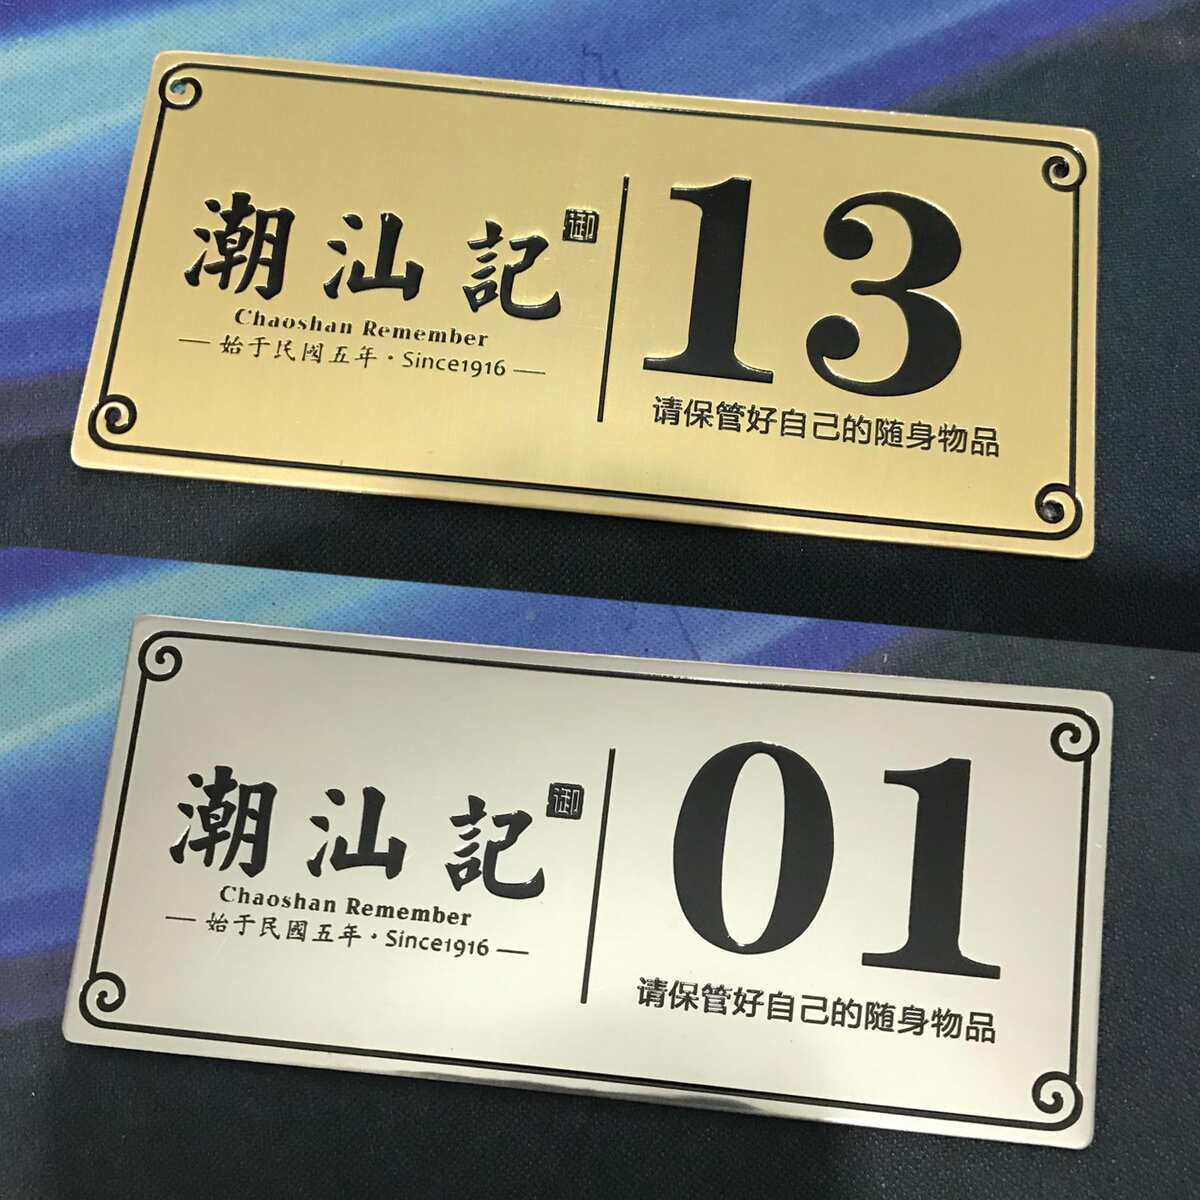 潮汕記 御
Chaoshan Remember
始于民國五年·Since1916
13
请保管好自己的随身物品
潮汕記 御
Chaoshan Remember
始于民國五年·Since1916
01
请保管好自己的随身物品